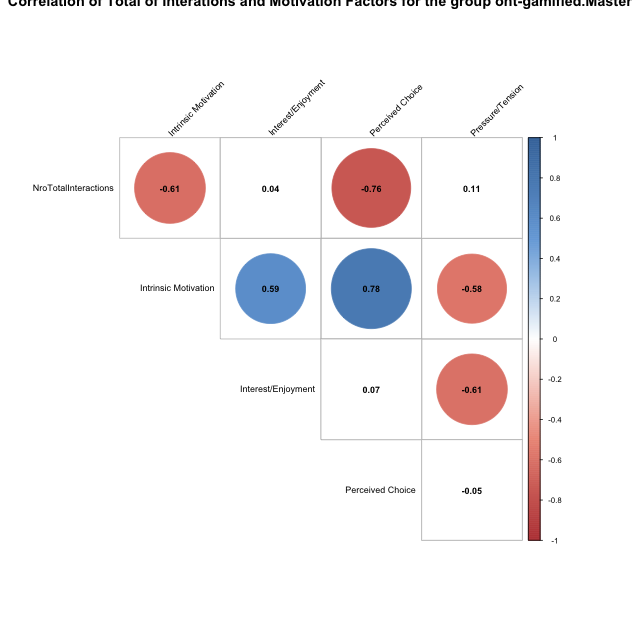 Correlation of Total of Interations and Motivation Factors for the group ont-gamified.Master
Intrinsic Motivation
Interest/Enjoyment
Perceived Choice
Pressure/Tension
NroTotalInteractions -0.61 0.04 -0.76 0.11
Intrinsic Motivation 0.59 0.78 -0.58
Interest/Enjoyment 0.07 -0.61
Perceived Choice -0.05
1
0.8
0.6
0.4
0.2
0
-0.2
-0.4
-0.6
-0.8
-1